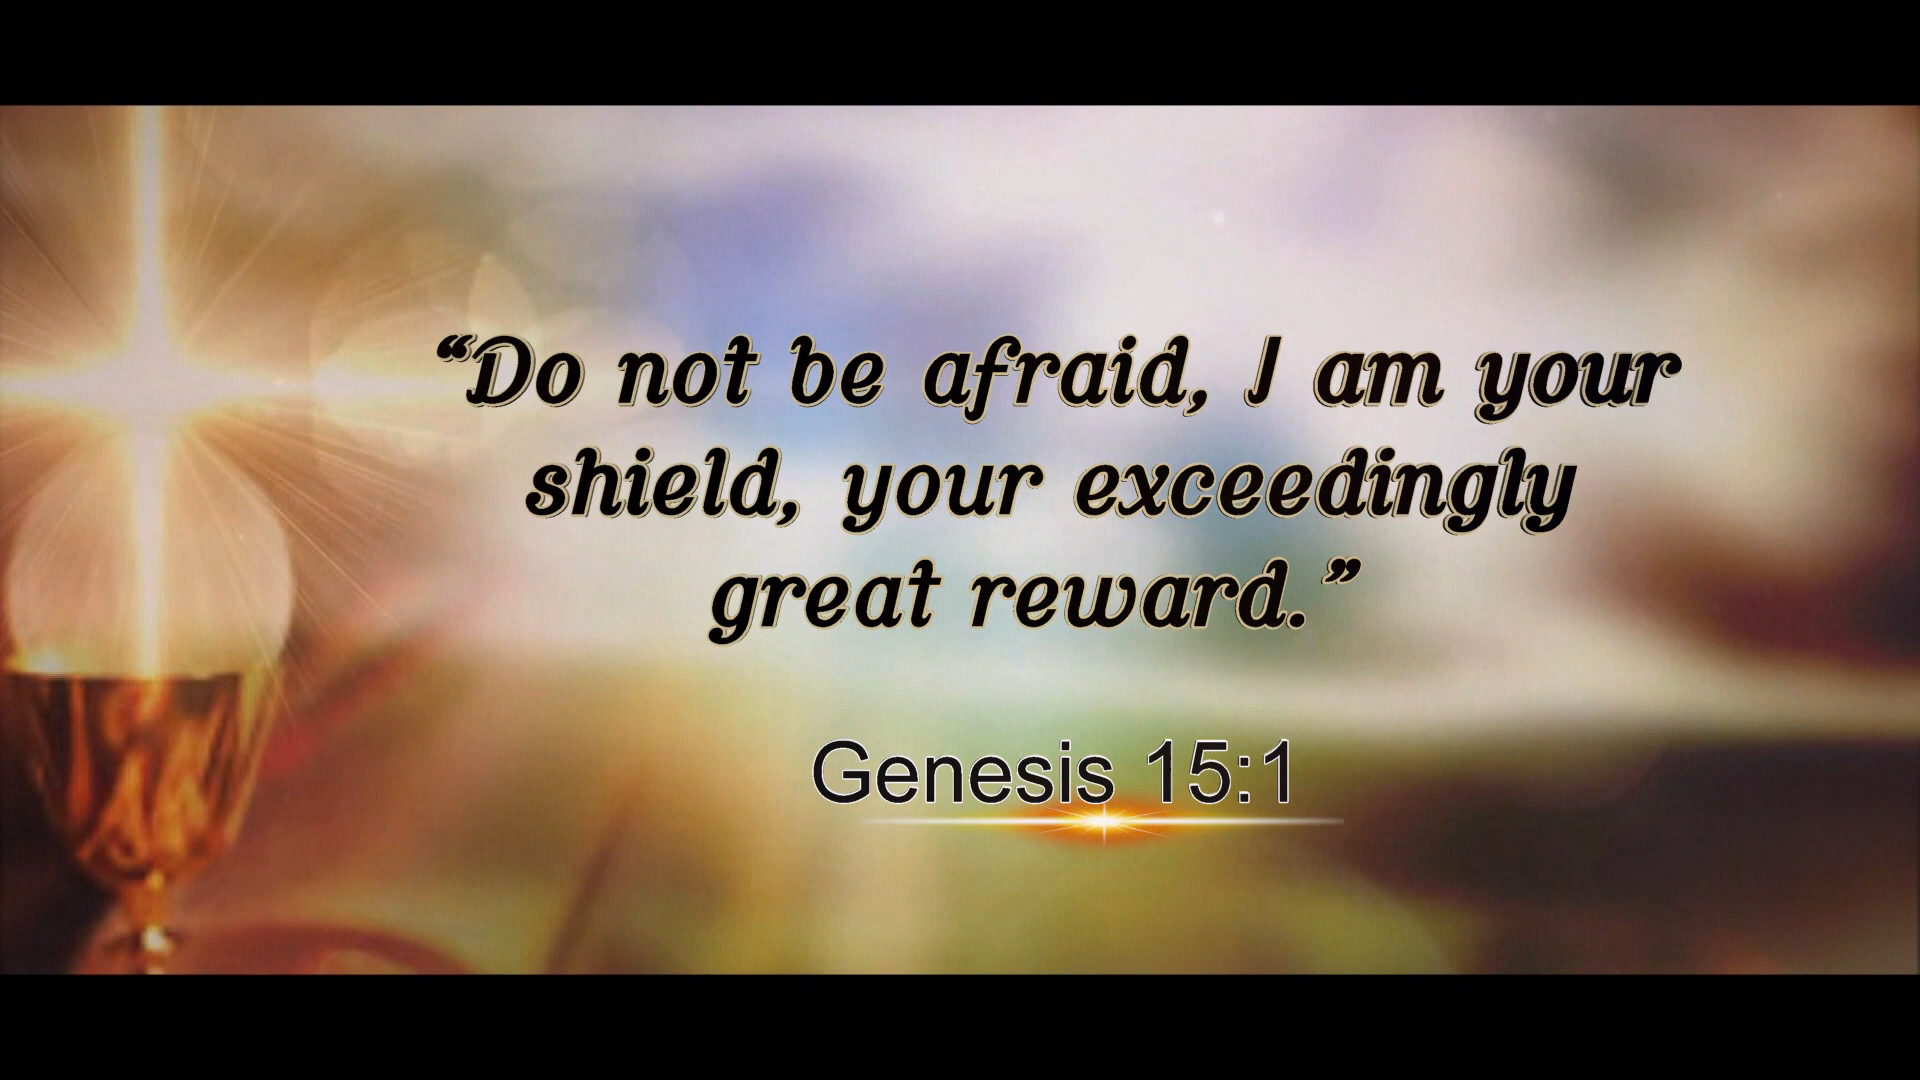 “Do not be afraid, I am your
shield, your exceedingly
great reward.”
Genesis 15:1